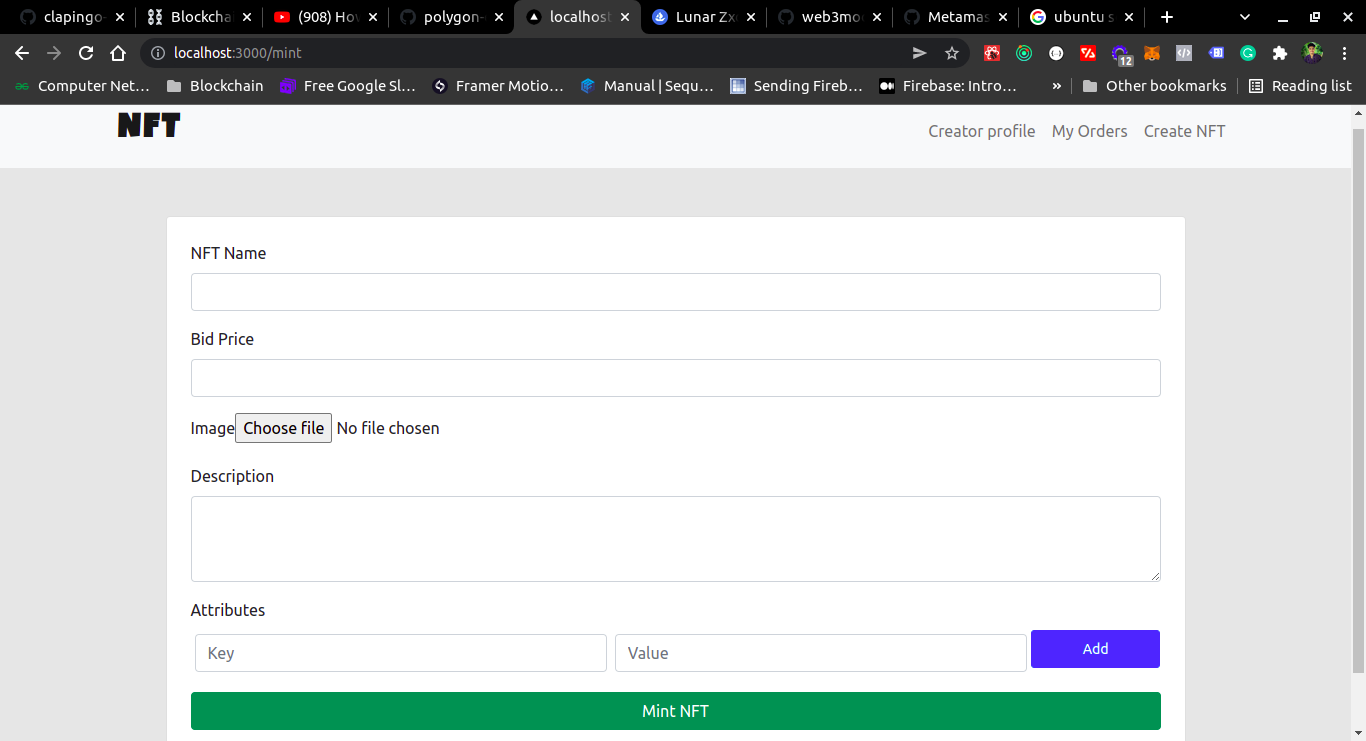 clapingo- Blockcha (908) Ho polygon- localhost Lunar Zx web3mo Metamas ubuntu s
localhost:3000/mint
12
Computer Net... Blockchain Free Google Sl... Framer Motio... Manual | Sequ... Sending Fireb... Firebase: Intro... » Other bookmarks Reading list
NFT Creator profile My Orders Create NFT
NFT Name
Bid Price
Image Choose file No file chosen
Description
Attributes
Key Value Add
Mint NFT